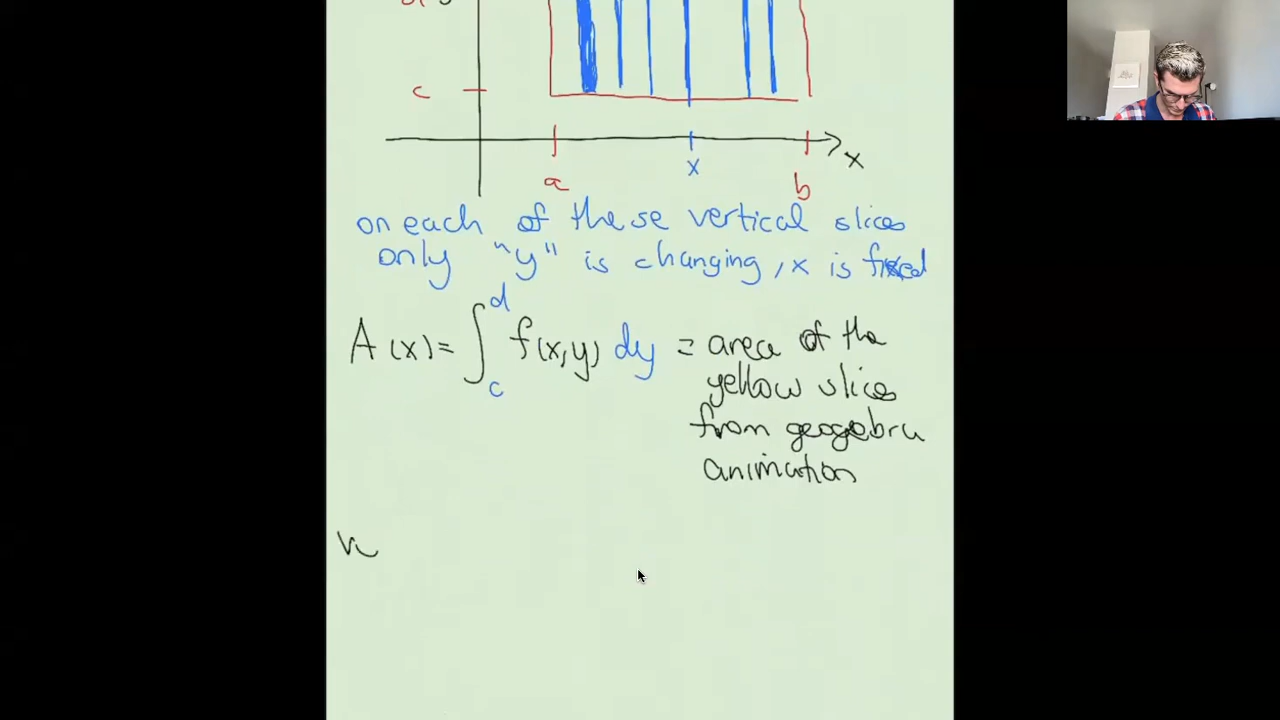 c
x
a
x
b
on each of these vertical slices
only "y" is changing, x is fixed
A(x) = ∫_c^d f(x,y) dy = area of the
yellow slices
from geogebra
animation